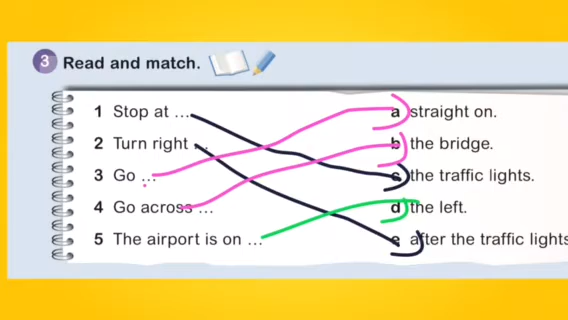 3 Read and match.
1 Stop at ... a straight on.
2 Turn right ... b the bridge.
3 Go ... c the traffic lights.
4 Go across ... d the left.
5 The airport is on ... e after the traffic lights